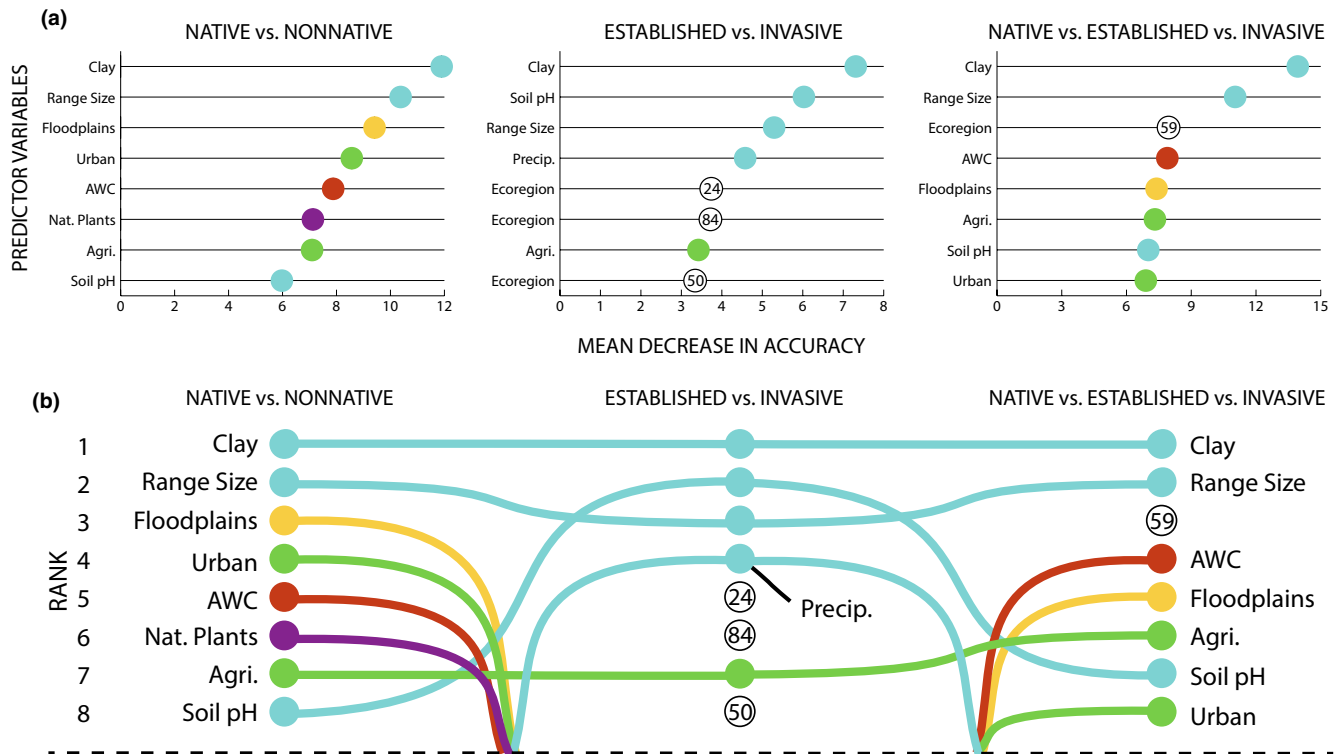 (a)
NATIVE vs. NONNATIVE
ESTABLISHED vs. INVASIVE
NATIVE vs. ESTABLISHED vs. INVASIVE
PREDICTOR VARIABLES
Clay
Range Size
Floodplains
Urban
AWC
Nat. Plants
Agri.
Soil pH
0 2 4 6 8 10 12
Clay
Soil pH
Range Size
Precip.
Ecoregion 24
Ecoregion 84
Agri.
Ecoregion 50
0 1 2 3 4 5 6 7 8
Clay
Range Size
Ecoregion 59
AWC
Floodplains
Agri.
Soil pH
Urban
0 3 6 9 12 15
MEAN DECREASE IN ACCURACY
(b)
NATIVE vs. NONNATIVE
ESTABLISHED vs. INVASIVE
NATIVE vs. ESTABLISHED vs. INVASIVE
RANK
1 Clay Clay
2 Range Size Range Size
3 Floodplains 59
4 Urban AWC
Precip.
5 AWC 24 Floodplains
6 Nat. Plants 84 Agri.
7 Agri. Soil pH
8 Soil pH 50 Urban